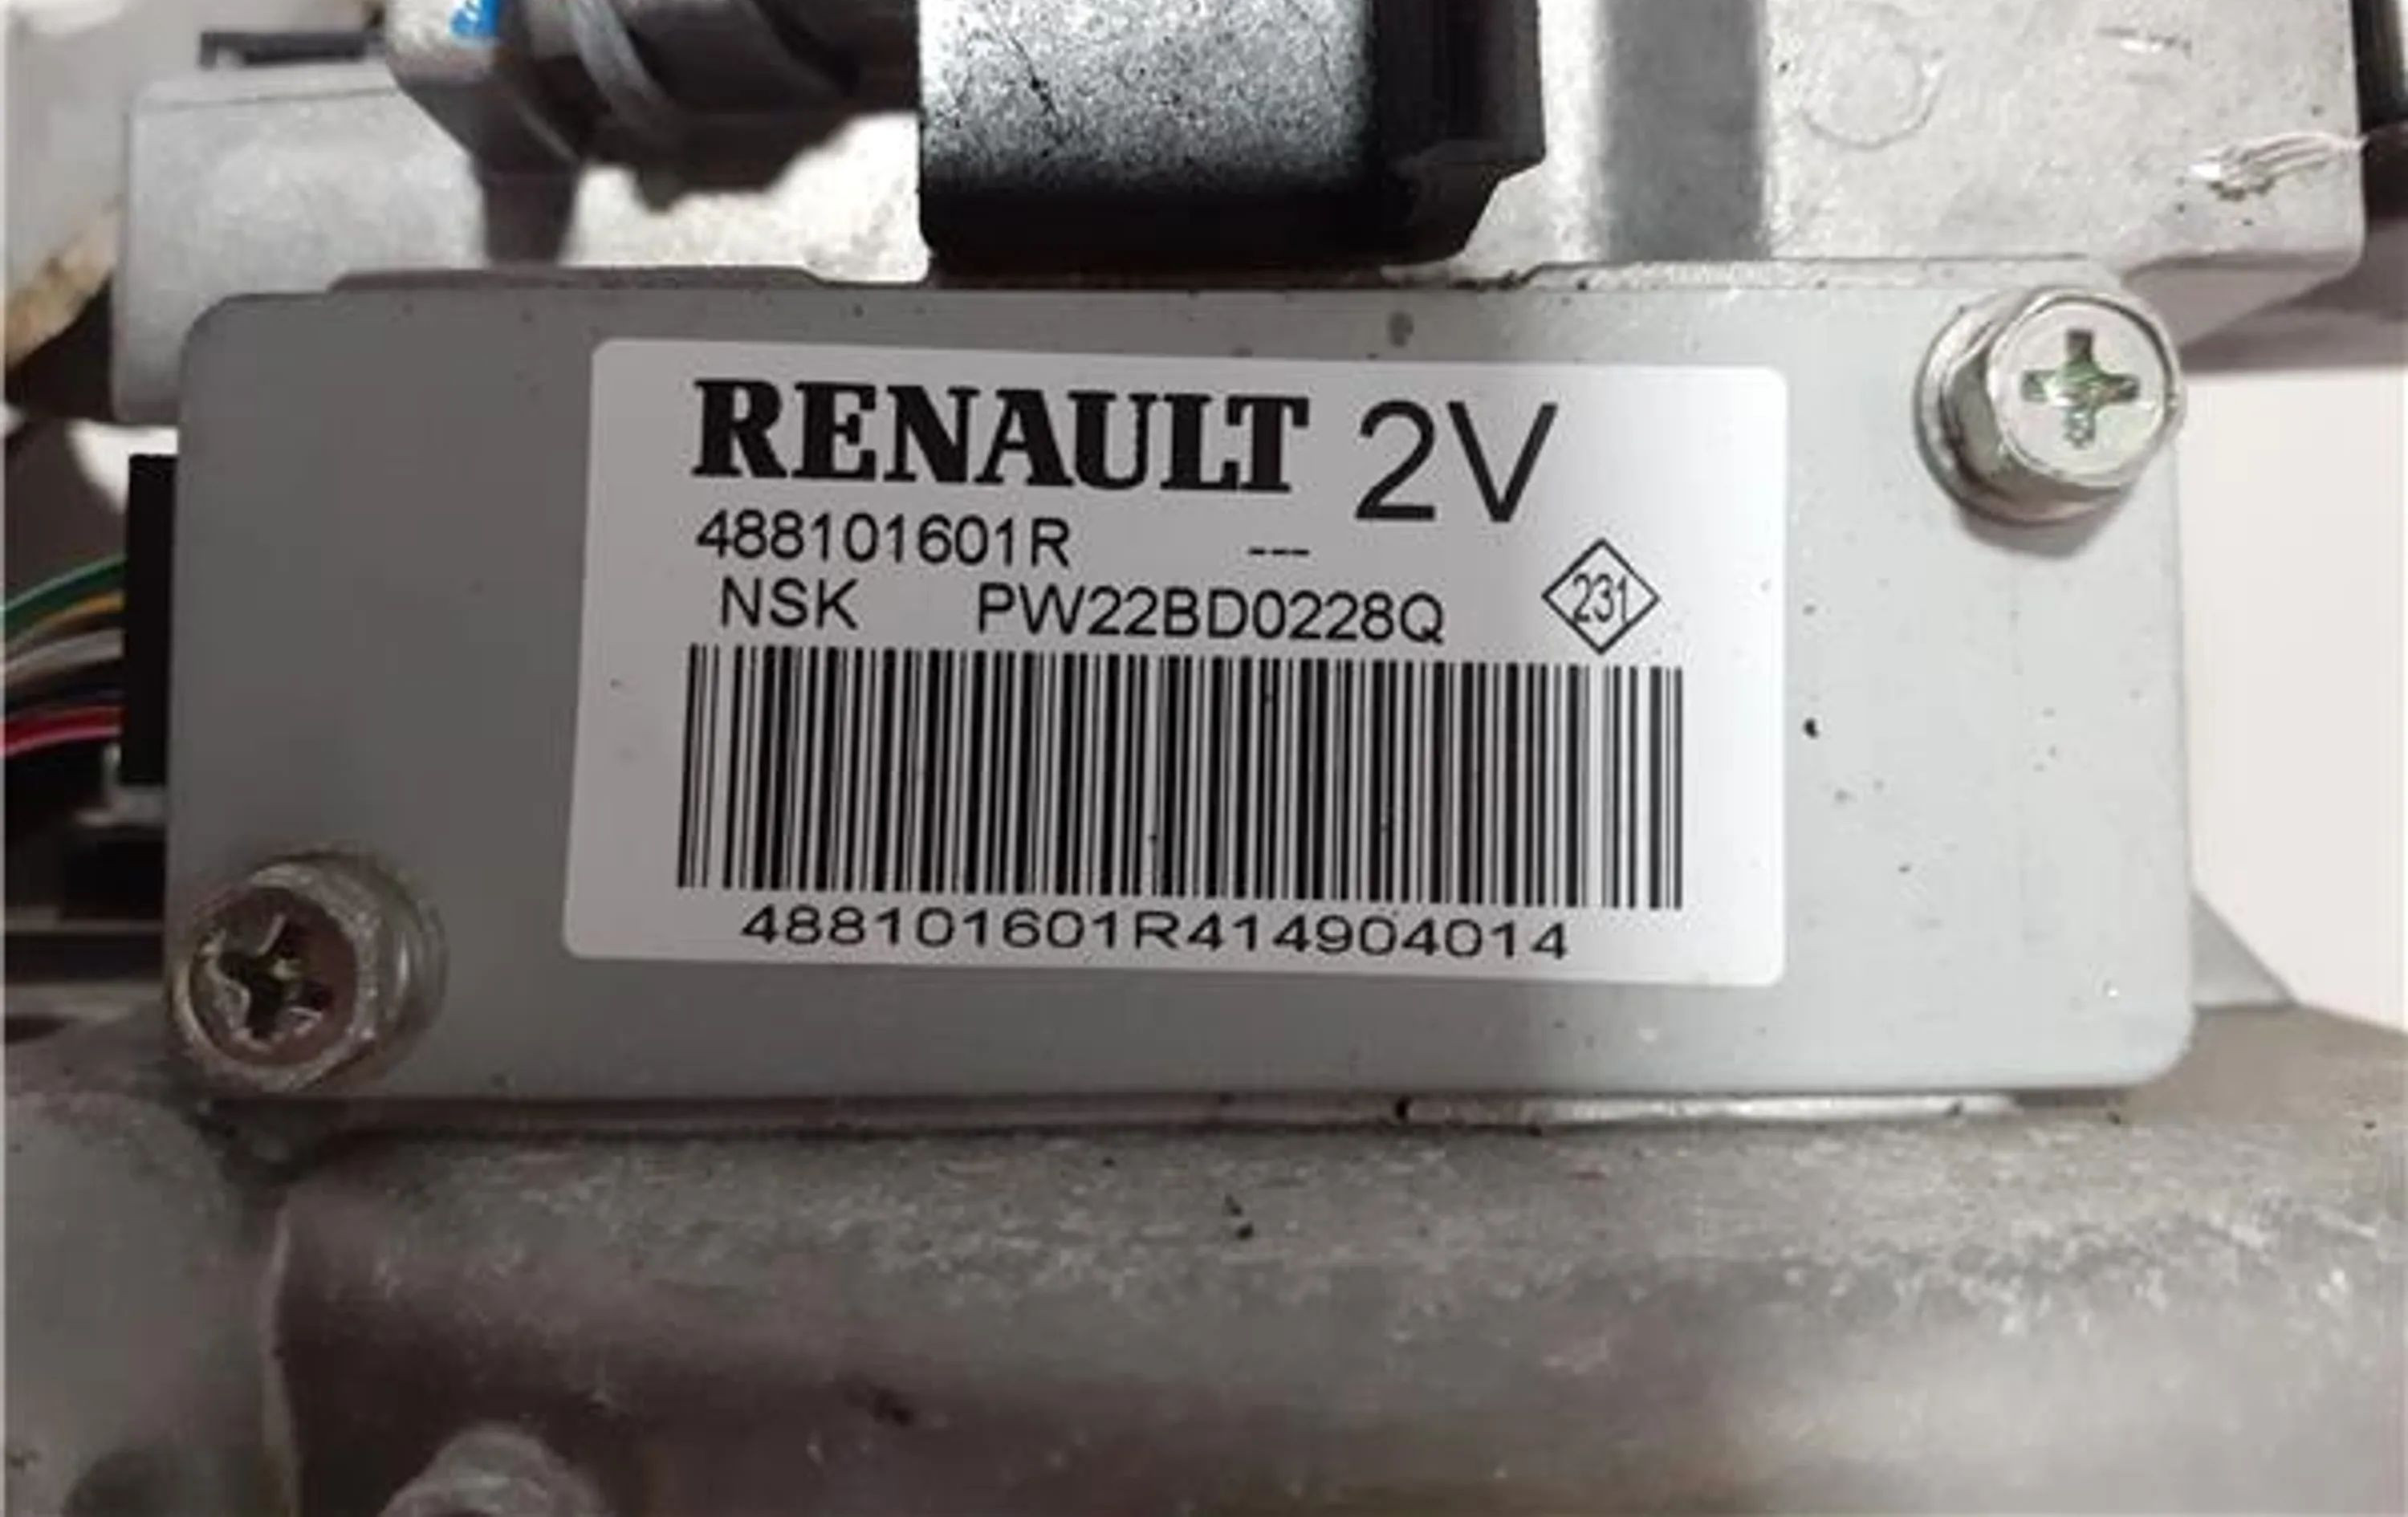 RENAULT 2V
488101601R ---
NSK PW22BD0228Q 231
488101601R414904014